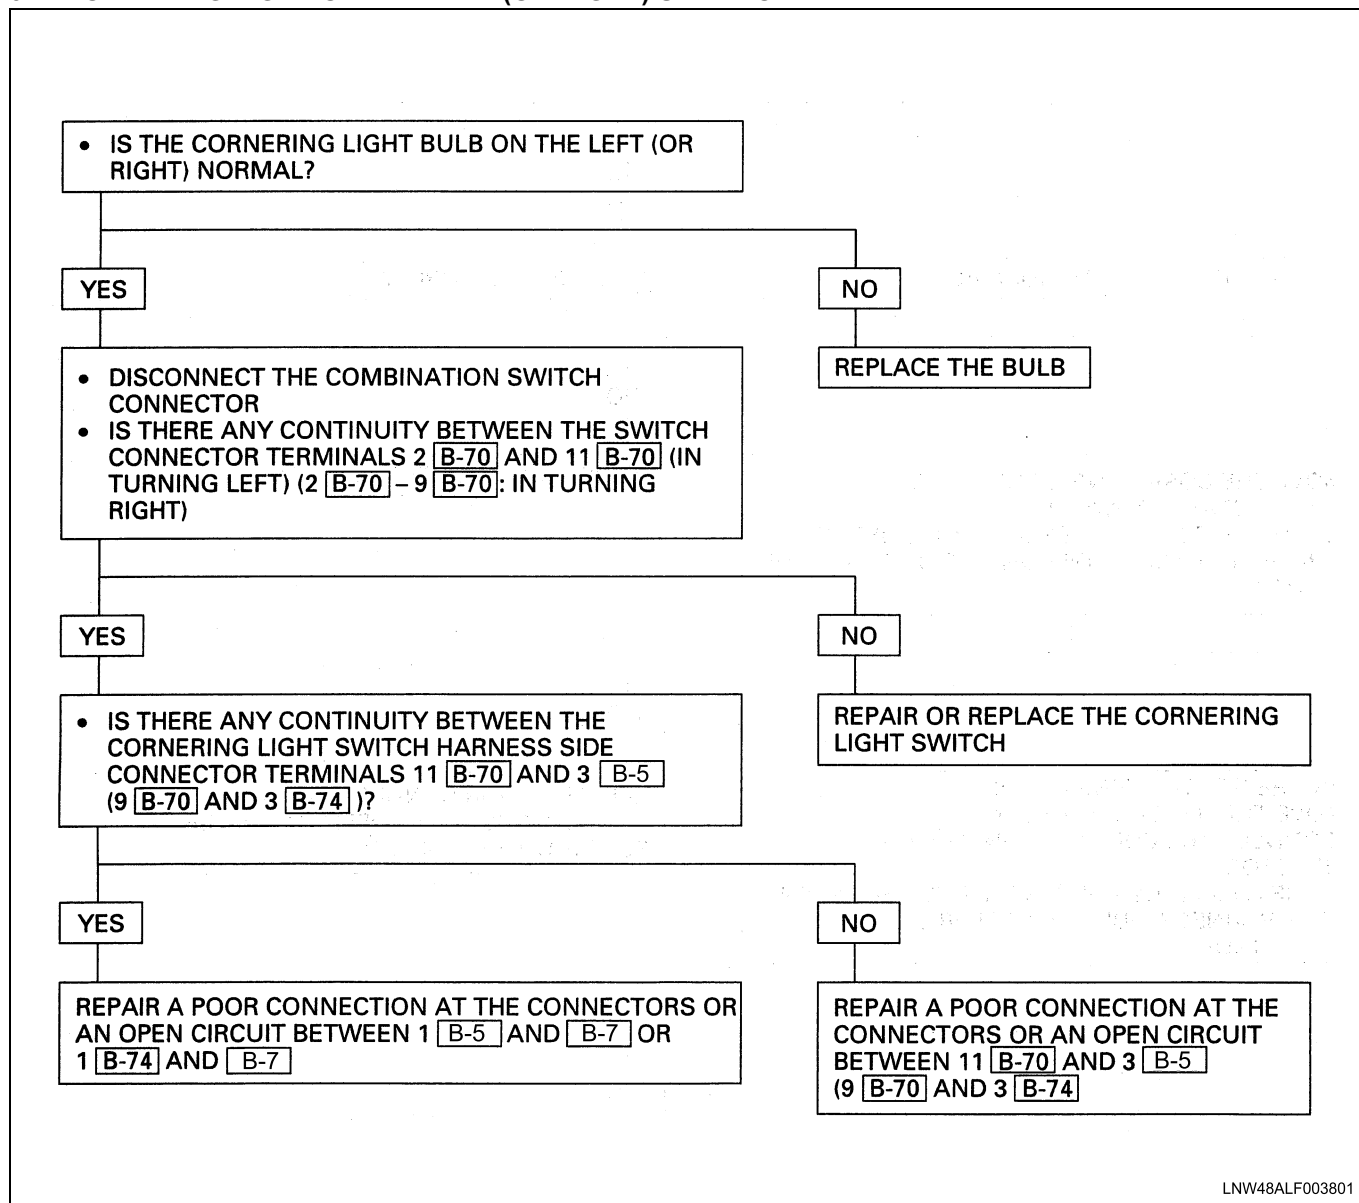 • IS THE CORNERING LIGHT BULB ON THE LEFT (OR
RIGHT) NORMAL?
YES
NO
• DISCONNECT THE COMBINATION SWITCH
CONNECTOR
• IS THERE ANY CONTINUITY BETWEEN THE SWITCH
CONNECTOR TERMINALS 2 B-70 AND 11 B-70 (IN
TURNING LEFT) (2 B-70 – 9 B-70: IN TURNING
RIGHT)
REPLACE THE BULB
YES
NO
• IS THERE ANY CONTINUITY BETWEEN THE
CORNERING LIGHT SWITCH HARNESS SIDE
CONNECTOR TERMINALS 11 B-70 AND 3 B-5
(9 B-70 AND 3 B-74 )?
REPAIR OR REPLACE THE CORNERING
LIGHT SWITCH
YES
NO
REPAIR A POOR CONNECTION AT THE CONNECTORS OR
AN OPEN CIRCUIT BETWEEN 1 B-5 AND B-7 OR
1 B-74 AND B-7
REPAIR A POOR CONNECTION AT THE
CONNECTORS OR AN OPEN CIRCUIT
BETWEEN 11 B-70 AND 3 B-5
(9 B-70 AND 3 B-74
LNW48ALF003801